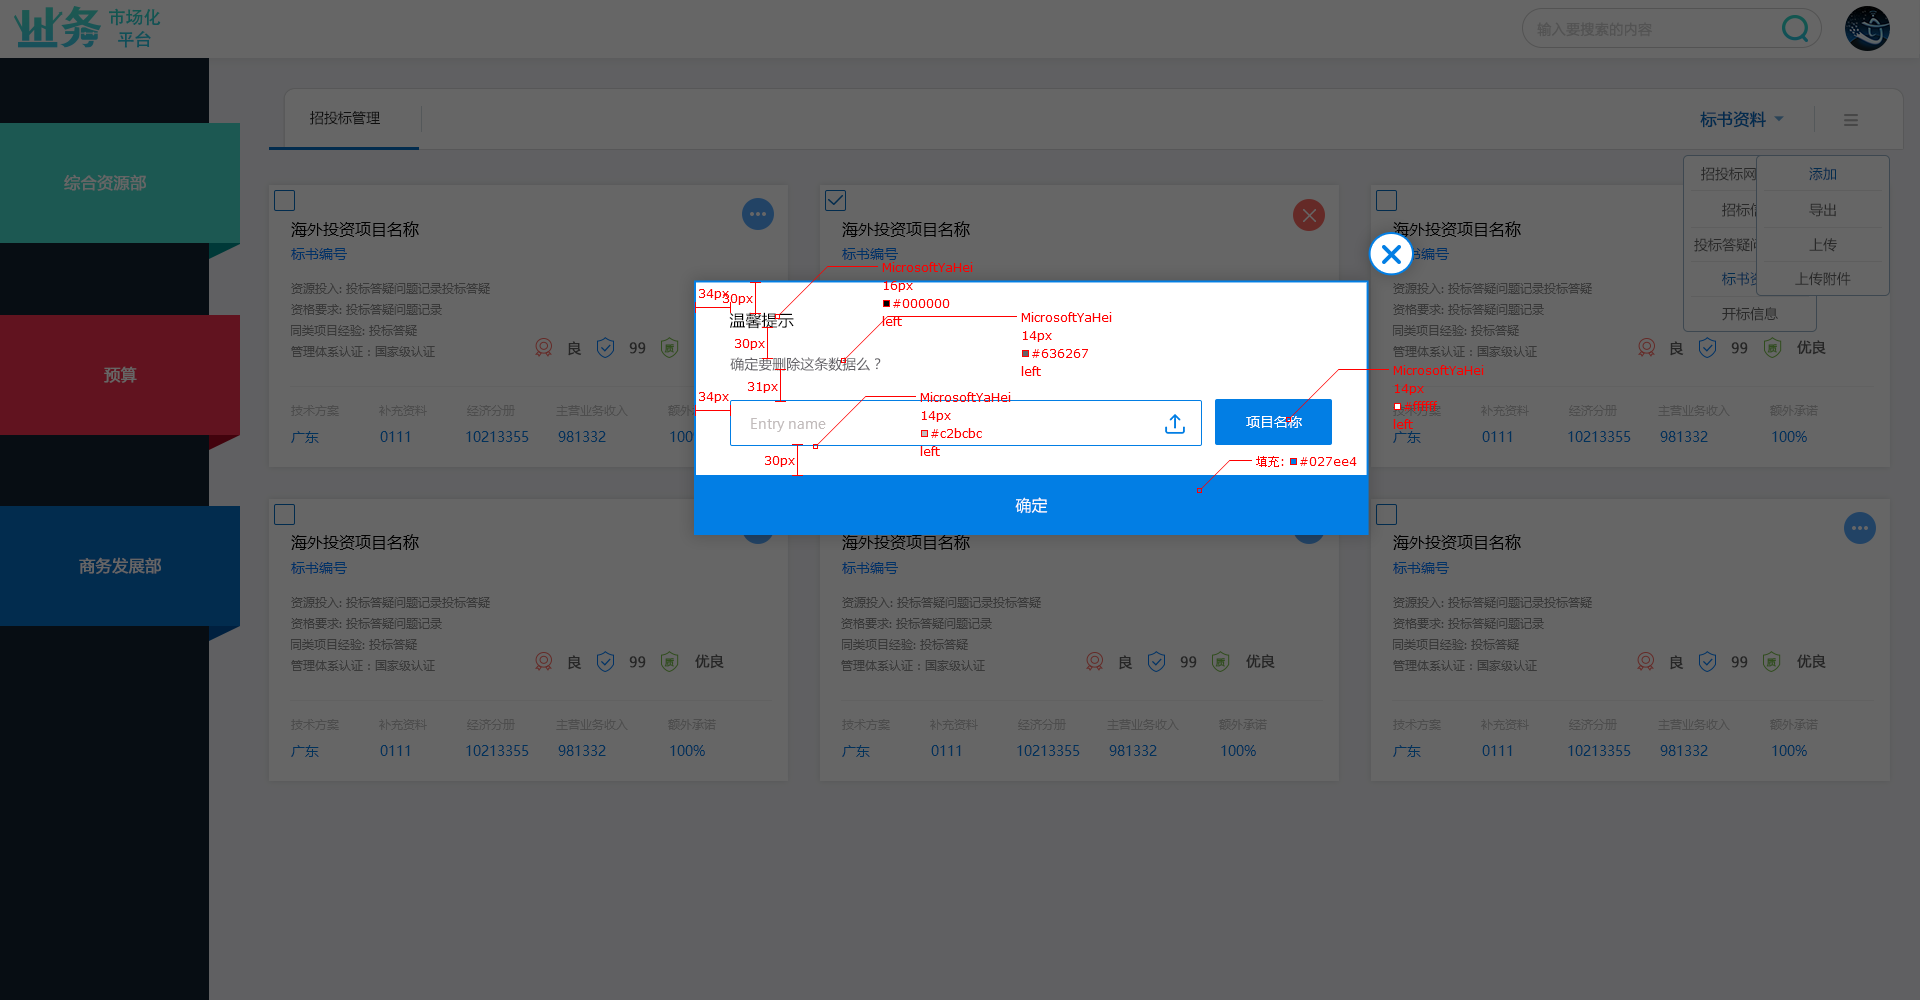 业务 市场化
平台
输入要搜索的内容
招投标管理
标书资料
综合资源部
预算
商务发展部
海外投资项目名称
标书编号
资源投入: 投标答疑问题记录投标答疑
资格要求: 投标答疑问题记录
同类项目经验: 投标答疑
管理体系认证：国家级认证
良 99
技术方案 补充资料 经济分册 主营业务收入
广东 0111 10213355 981332
海外投资项目名称
标书编号
海外投资项目名称
资源投入: 投标答疑问题记录投标答疑
资格要求: 投标答疑问题记录
同类项目经验: 投标答疑
管理体系认证：国家级认证
良 99 优良
补充资料 经济分册 主营业务收入 额外承诺
广东 0111 10213355 981332 100%
招投标网
招标
投标答疑
标书
开标信息
添加
导出
上传
上传附件
34px
30px
MicrosoftYaHei
16px
#000000
left
温馨提示
30px
MicrosoftYaHei
14px
#636267
left
确定要删除这条数据么？
31px
34px
Entry name
MicrosoftYaHei
14px
#c2bcbc
left
项目名称
MicrosoftYaHei
14px
left
30px
填充: #027ee4
确定
海外投资项目名称
标书编号
资源投入: 投标答疑问题记录投标答疑
资格要求: 投标答疑问题记录
同类项目经验: 投标答疑
管理体系认证：国家级认证
良 99 优良
技术方案 补充资料 经济分册 主营业务收入 额外承诺
广东 0111 10213355 981332 100%
海外投资项目名称
标书编号
资源投入: 投标答疑问题记录投标答疑
资格要求: 投标答疑问题记录
同类项目经验: 投标答疑
管理体系认证：国家级认证
良 99 优良
技术方案 补充资料 经济分册 主营业务收入 额外承诺
广东 0111 10213355 981332 100%
海外投资项目名称
标书编号
资源投入: 投标答疑问题记录投标答疑
资格要求: 投标答疑问题记录
同类项目经验: 投标答疑
管理体系认证：国家级认证
良 99 优良
技术方案 补充资料 经济分册 主营业务收入 额外承诺
广东 0111 10213355 981332 100%